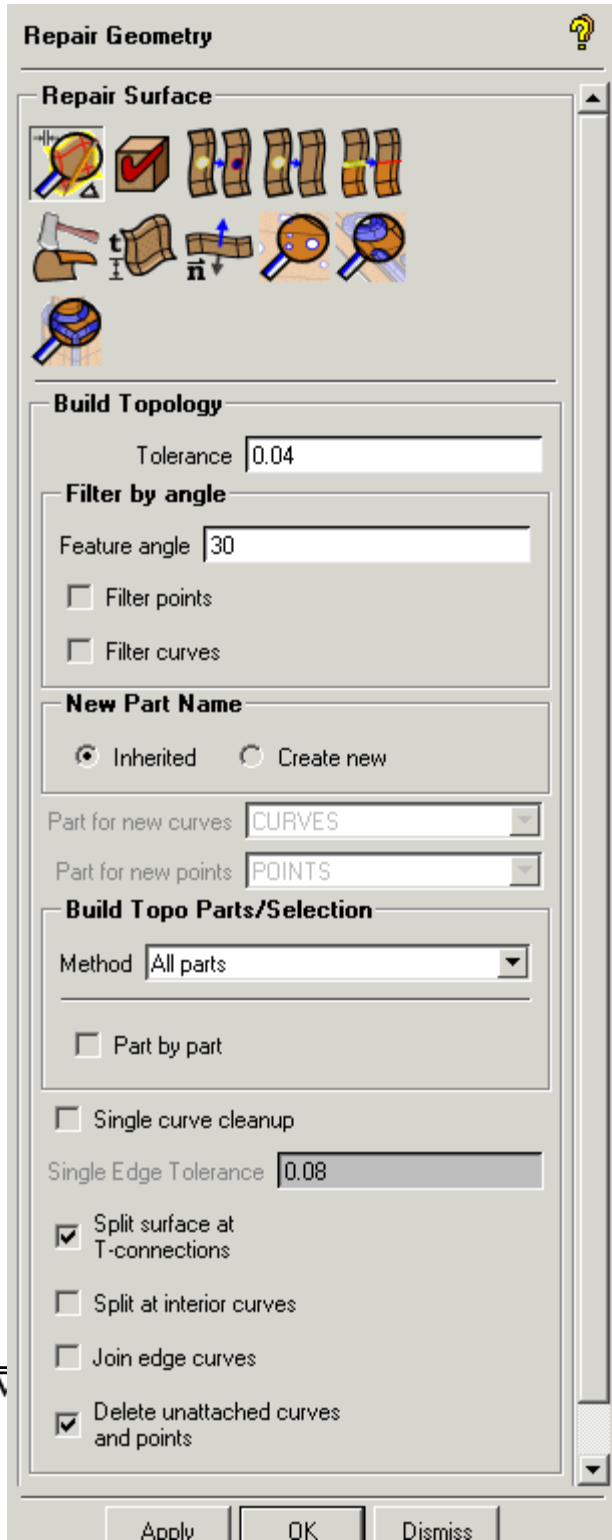 Repair Geometry
Repair Surface
t
n
Build Topology
Tolerance 0.04
Filter by angle
Feature angle 30
Filter points
Filter curves
New Part Name
Inherited Create new
Part for new curves CURVES
Part for new points POINTS
Build Topo Parts/Selection
Method All parts
Part by part
Single curve cleanup
Single Edge Tolerance 0.08
Split surface at
T-connections
Split at interior curves
Join edge curves
Delete unattached curves
and points
Apply OK Dismiss